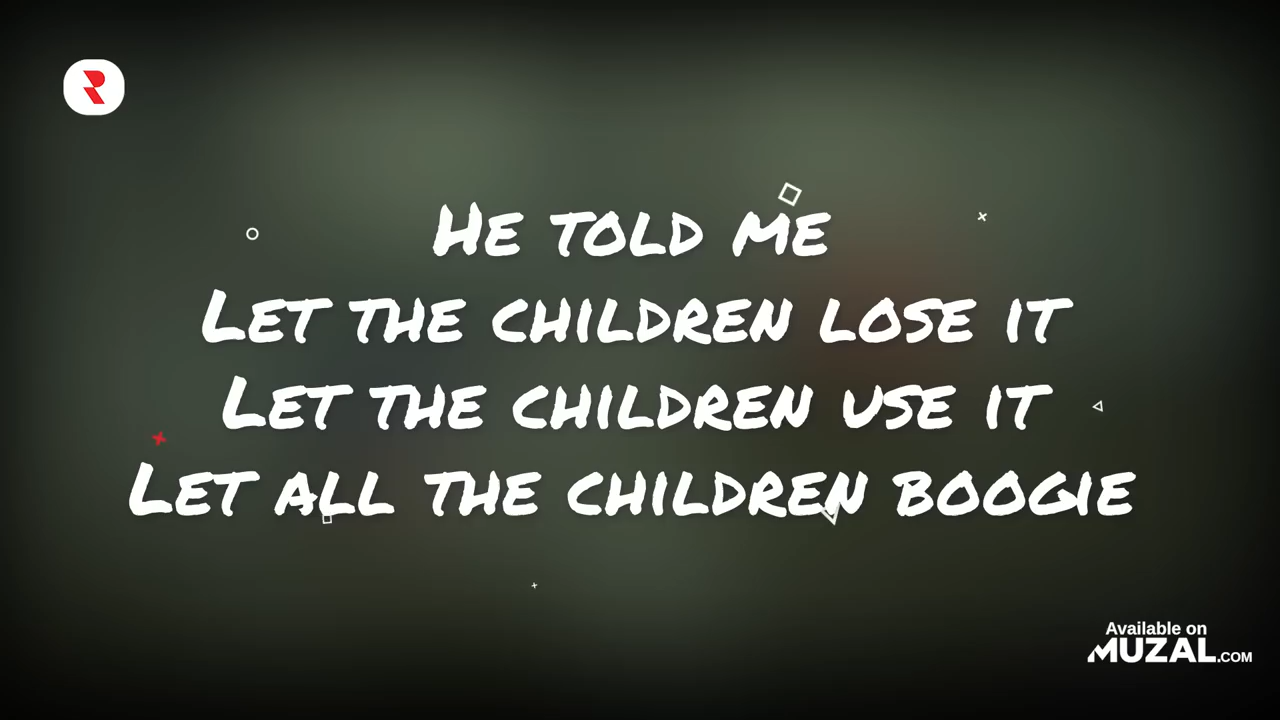 He told me
Let the children lose it
Let the children use it
Let all the children boogie
Available on
MUZAL.COM